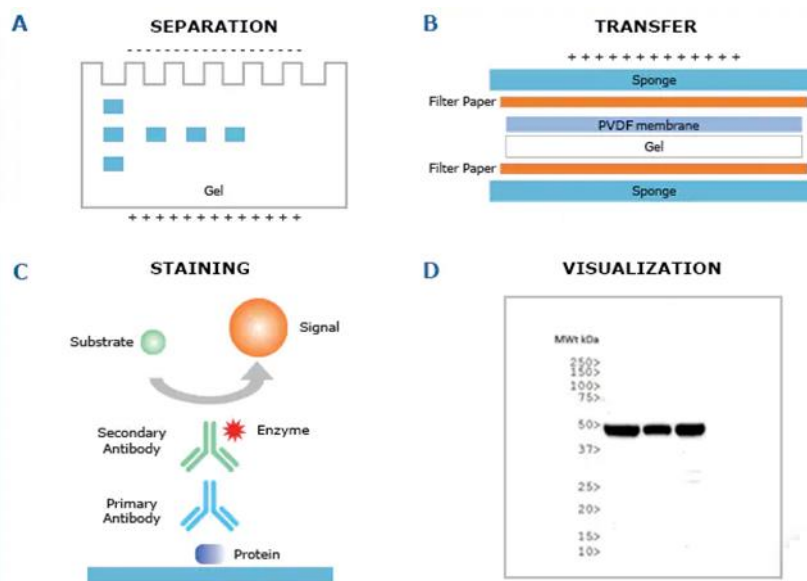 A
SEPARATION
- - - - - - - - - - - - - - - - -
Gel
+ + + + + + + + + + + + +
B
TRANSFER
+ + + + + + + + + + + + +
Sponge
Filter Paper
PVDF membrane
Gel
Filter Paper
Sponge
C
STAINING
Substrate
Signal
Secondary
Antibody
Enzyme
Primary
Antibody
Protein
D
VISUALIZATION
MWt kDa
250>
150>
100>
75>
50>
37>
25>
20>
15>
10>